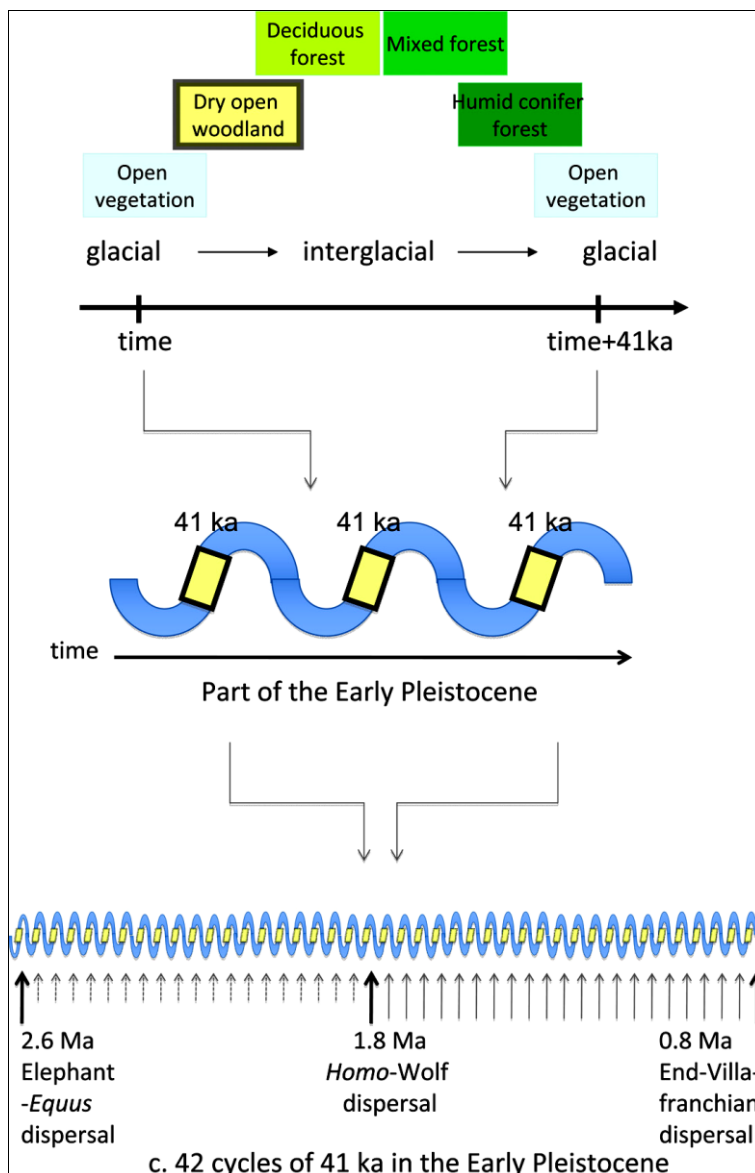 Deciduous
forest
Mixed forest
Dry open
woodland
Humid conifer
forest
Open
vegetation
Open
vegetation
glacial
interglacial
glacial
time
time+41ka
41 ka
41 ka
41 ka
time
Part of the Early Pleistocene
2.6 Ma
Elephant
-Equus
dispersal
1.8 Ma
Homo-Wolf
dispersal
0.8 Ma
End-Villa-
franchian
dispersal
c. 42 cycles of 41 ka in the Early Pleistocene